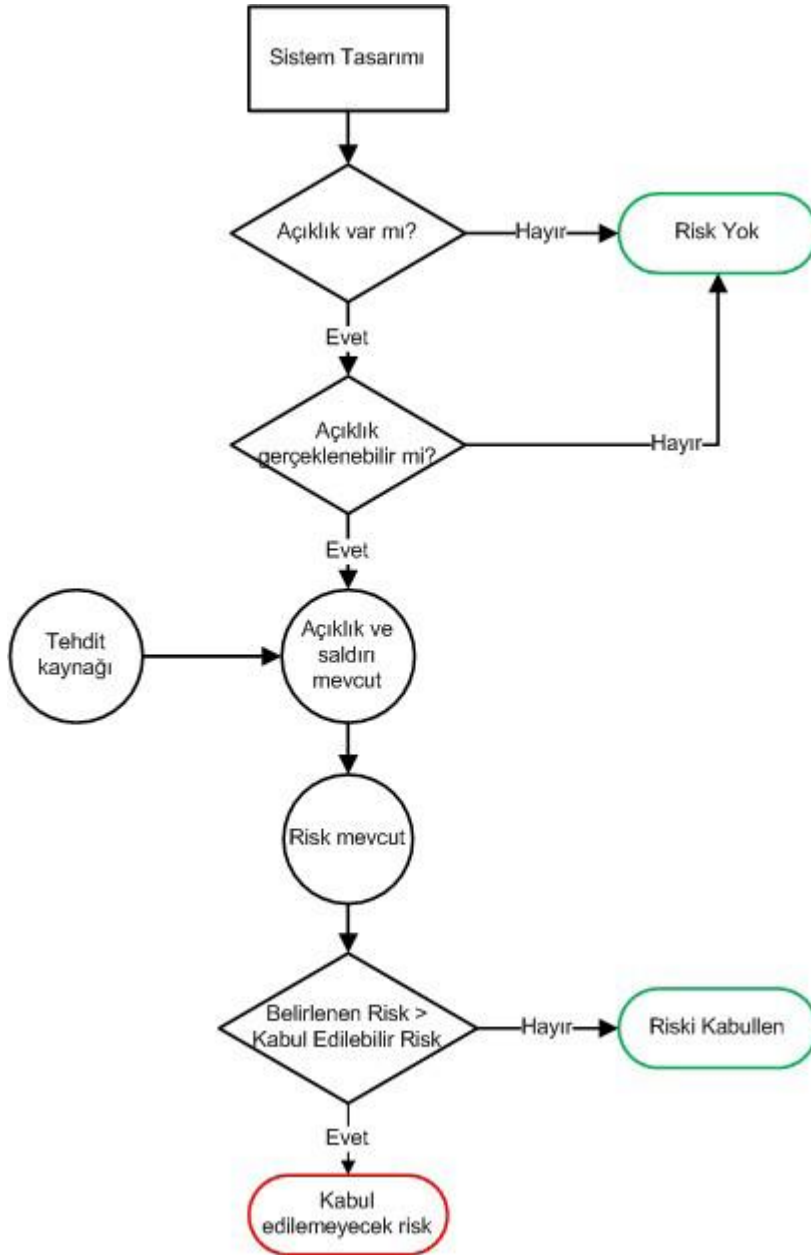 Sistem Tasarımı
Açıklık var mı?
Hayır
Risk Yok
Evet
Açıklık
gerçeklenebilir mi?
Hayır
Evet
Tehdit
kaynağı
Açıklık ve
saldırı
mevcut
Risk mevcut
Belirlenen Risk >
Kabul Edilebilir Risk
Hayır
Riski Kabullen
Evet
Kabul
edilemeyecek risk